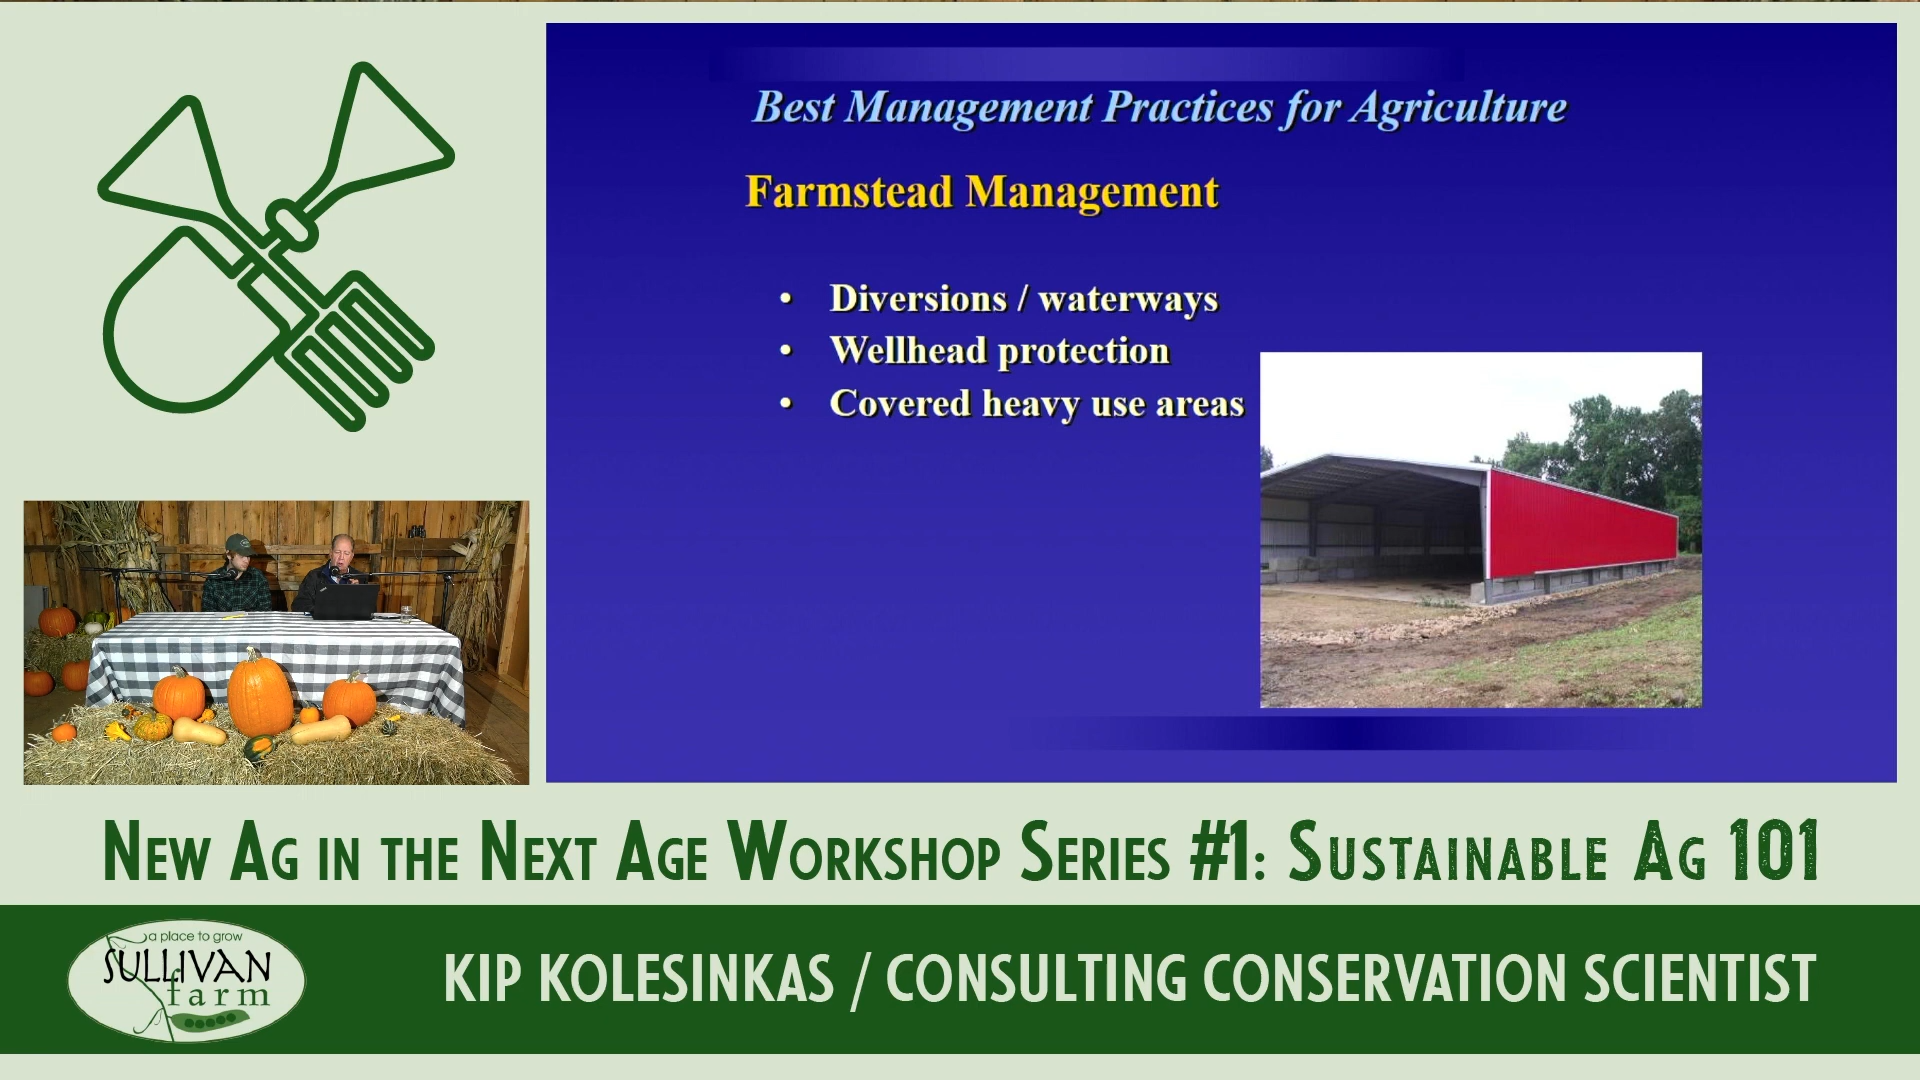 Best Management Practices for Agriculture
Farmstead Management
• Diversions / waterways
• Wellhead protection
• Covered heavy use areas
New Ag in the Next Age Workshop Series #1: Sustainable Ag 101
a place to grow
SULLIVAN
farm
KIP KOLESINKAS / CONSULTING CONSERVATION SCIENTIST